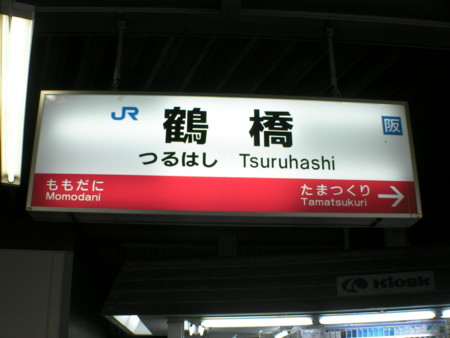 JR 鶴橋 阪
つるはし Tsuruhashi
ももだに たまつくり →
Momodani Tamatsukuri
Kiosk